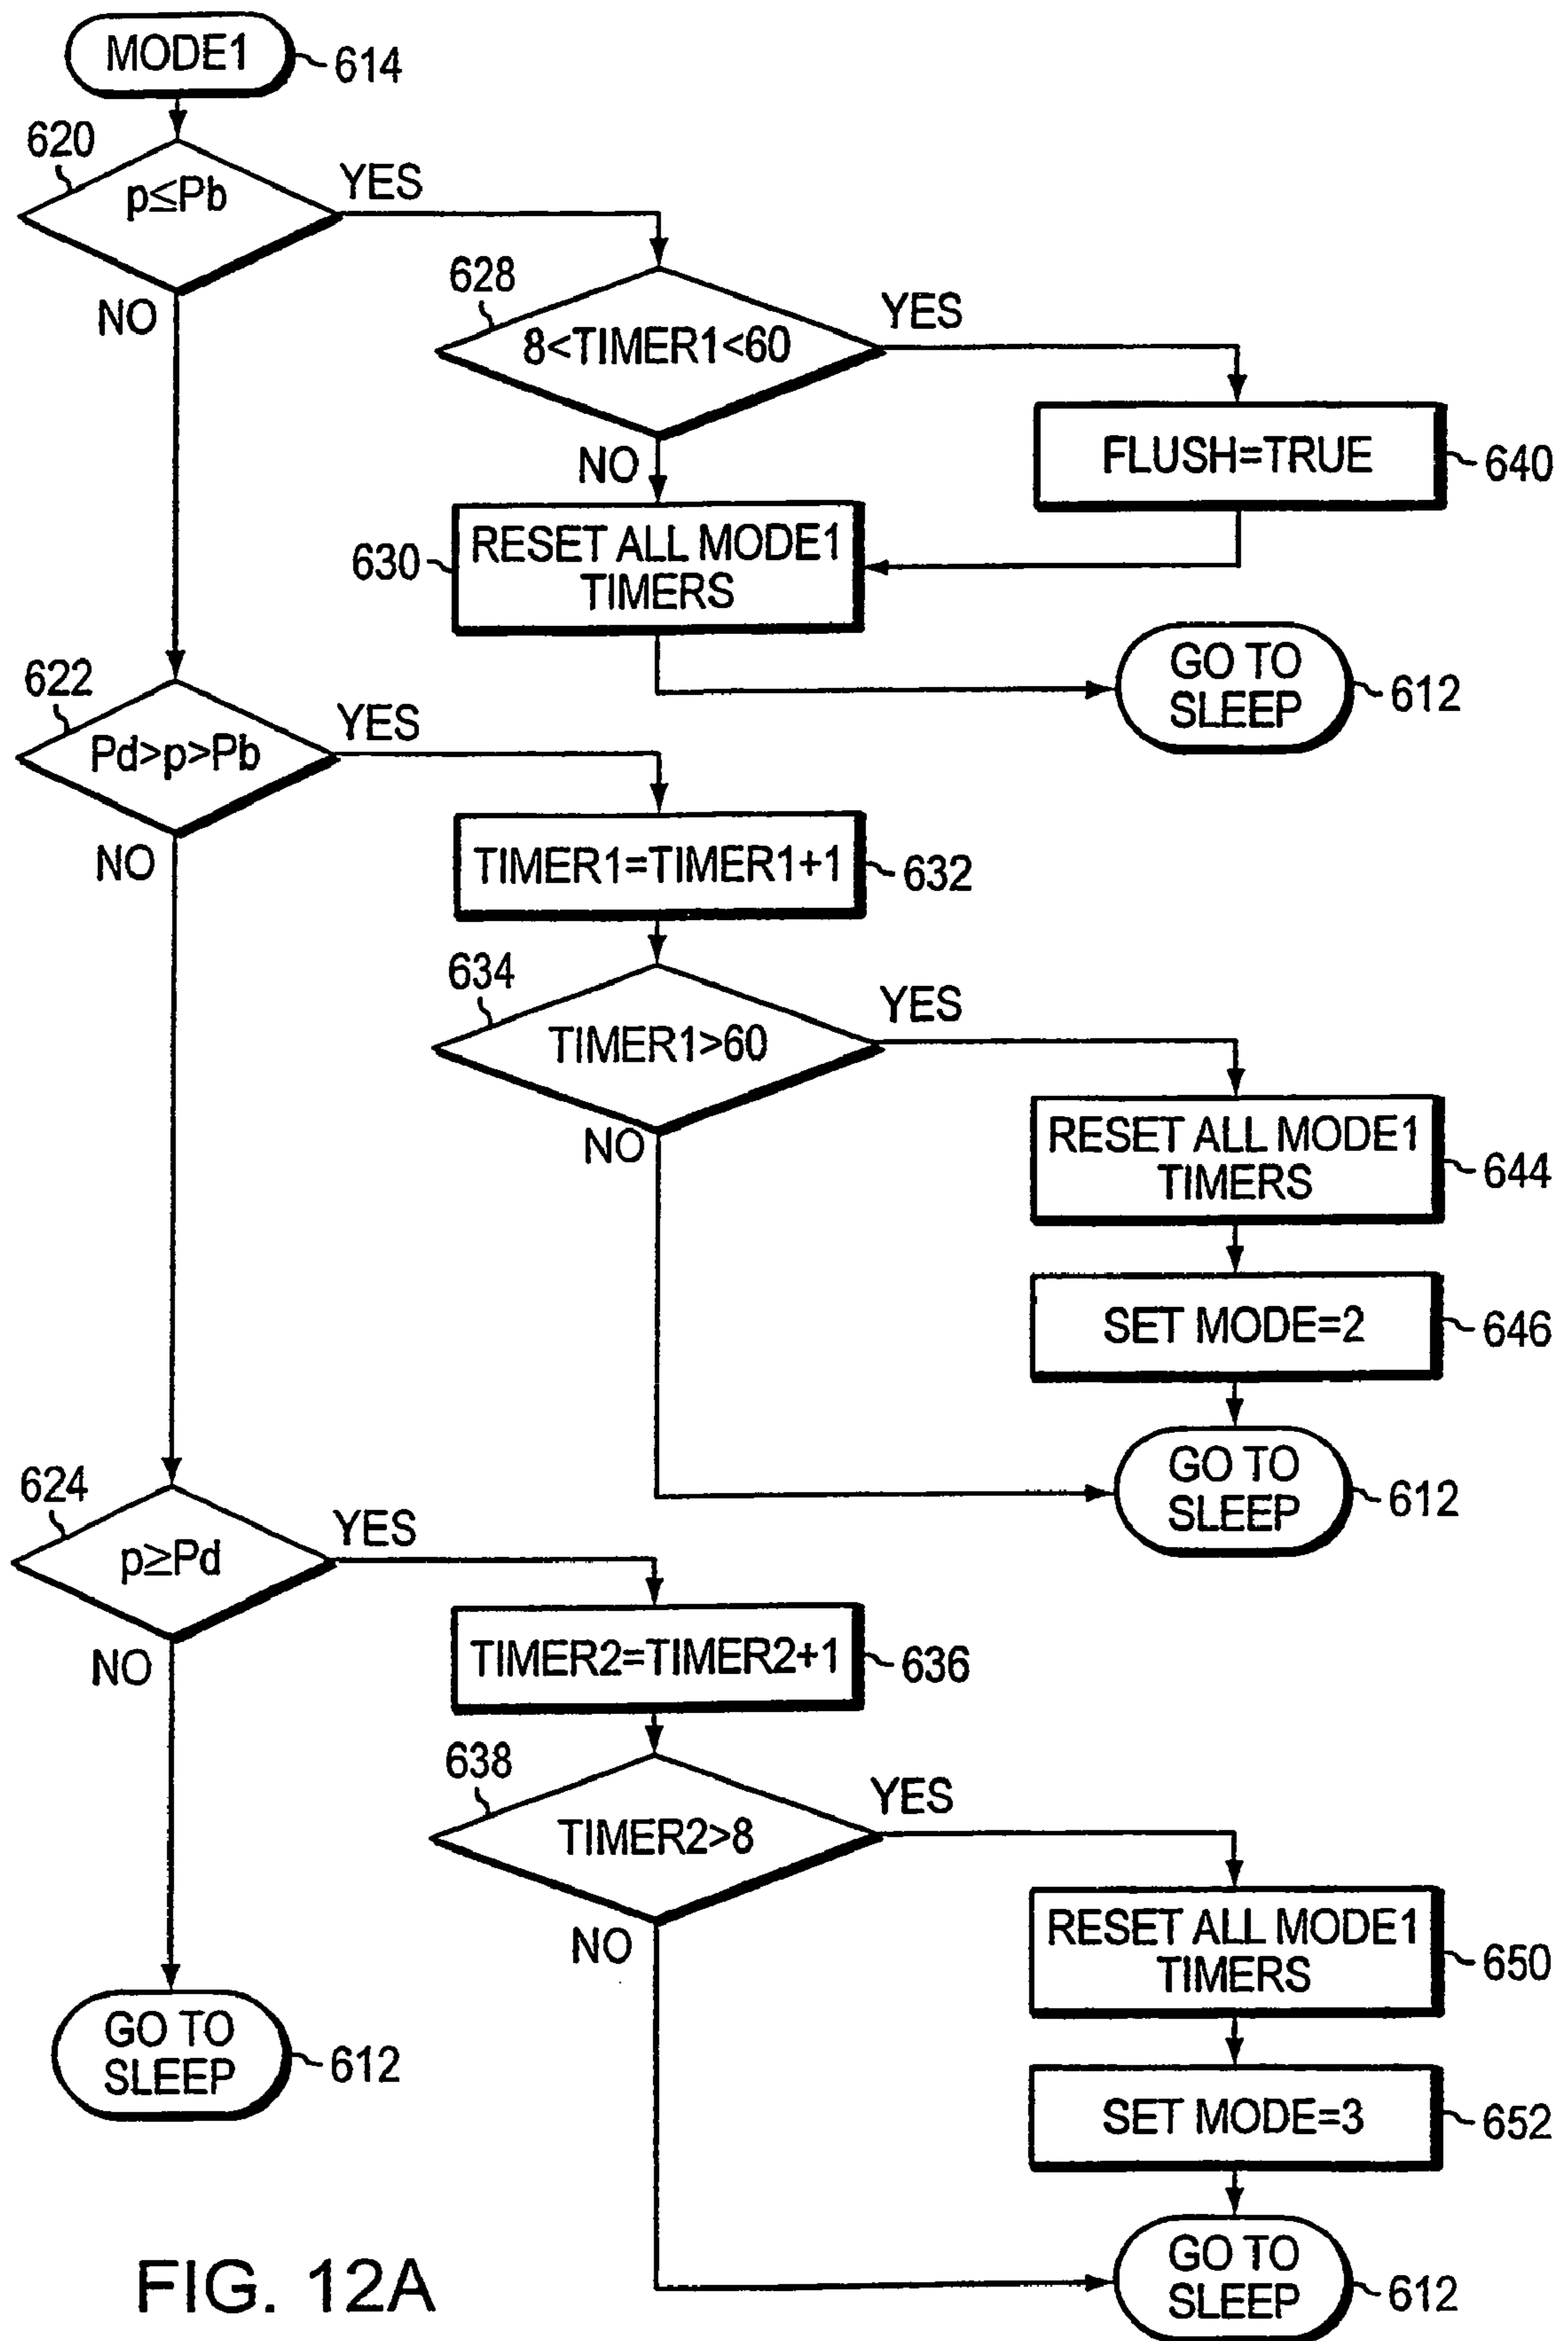 MODE1
614
620
p≤Pb
YES
NO
628
8<TIMER1<60
YES
NO
FLUSH=TRUE
640
630
RESET ALL MODE1
TIMERS
GO TO
SLEEP
612
622
Pd>p>Pb
YES
NO
TIMER1=TIMER1+1
632
634
TIMER1>60
YES
NO
RESET ALL MODE1
TIMERS
644
SET MODE=2
646
GO TO
SLEEP
612
624
p≥Pd
YES
NO
TIMER2=TIMER2+1
636
638
TIMER2>8
YES
NO
RESET ALL MODE1
TIMERS
650
SET MODE=3
652
GO TO
SLEEP
612
GO TO
SLEEP
612
FIG. 12A